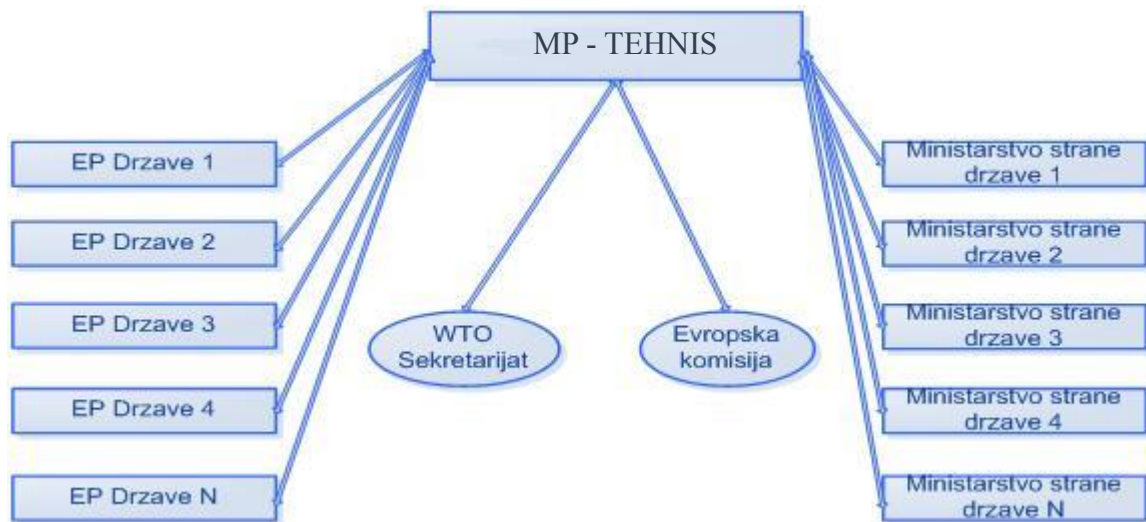 MP - TEHNIS
EP Drzave 1
EP Drzave 2
EP Drzave 3
EP Drzave 4
EP Drzave N
WTO
Sekretarijat
Evropska
komisija
Ministarstvo strane
drzave 1
Ministarstvo strane
drzave 2
Ministarstvo strane
drzave 3
Ministarstvo strane
drzave 4
Ministarstvo strane
drzave N